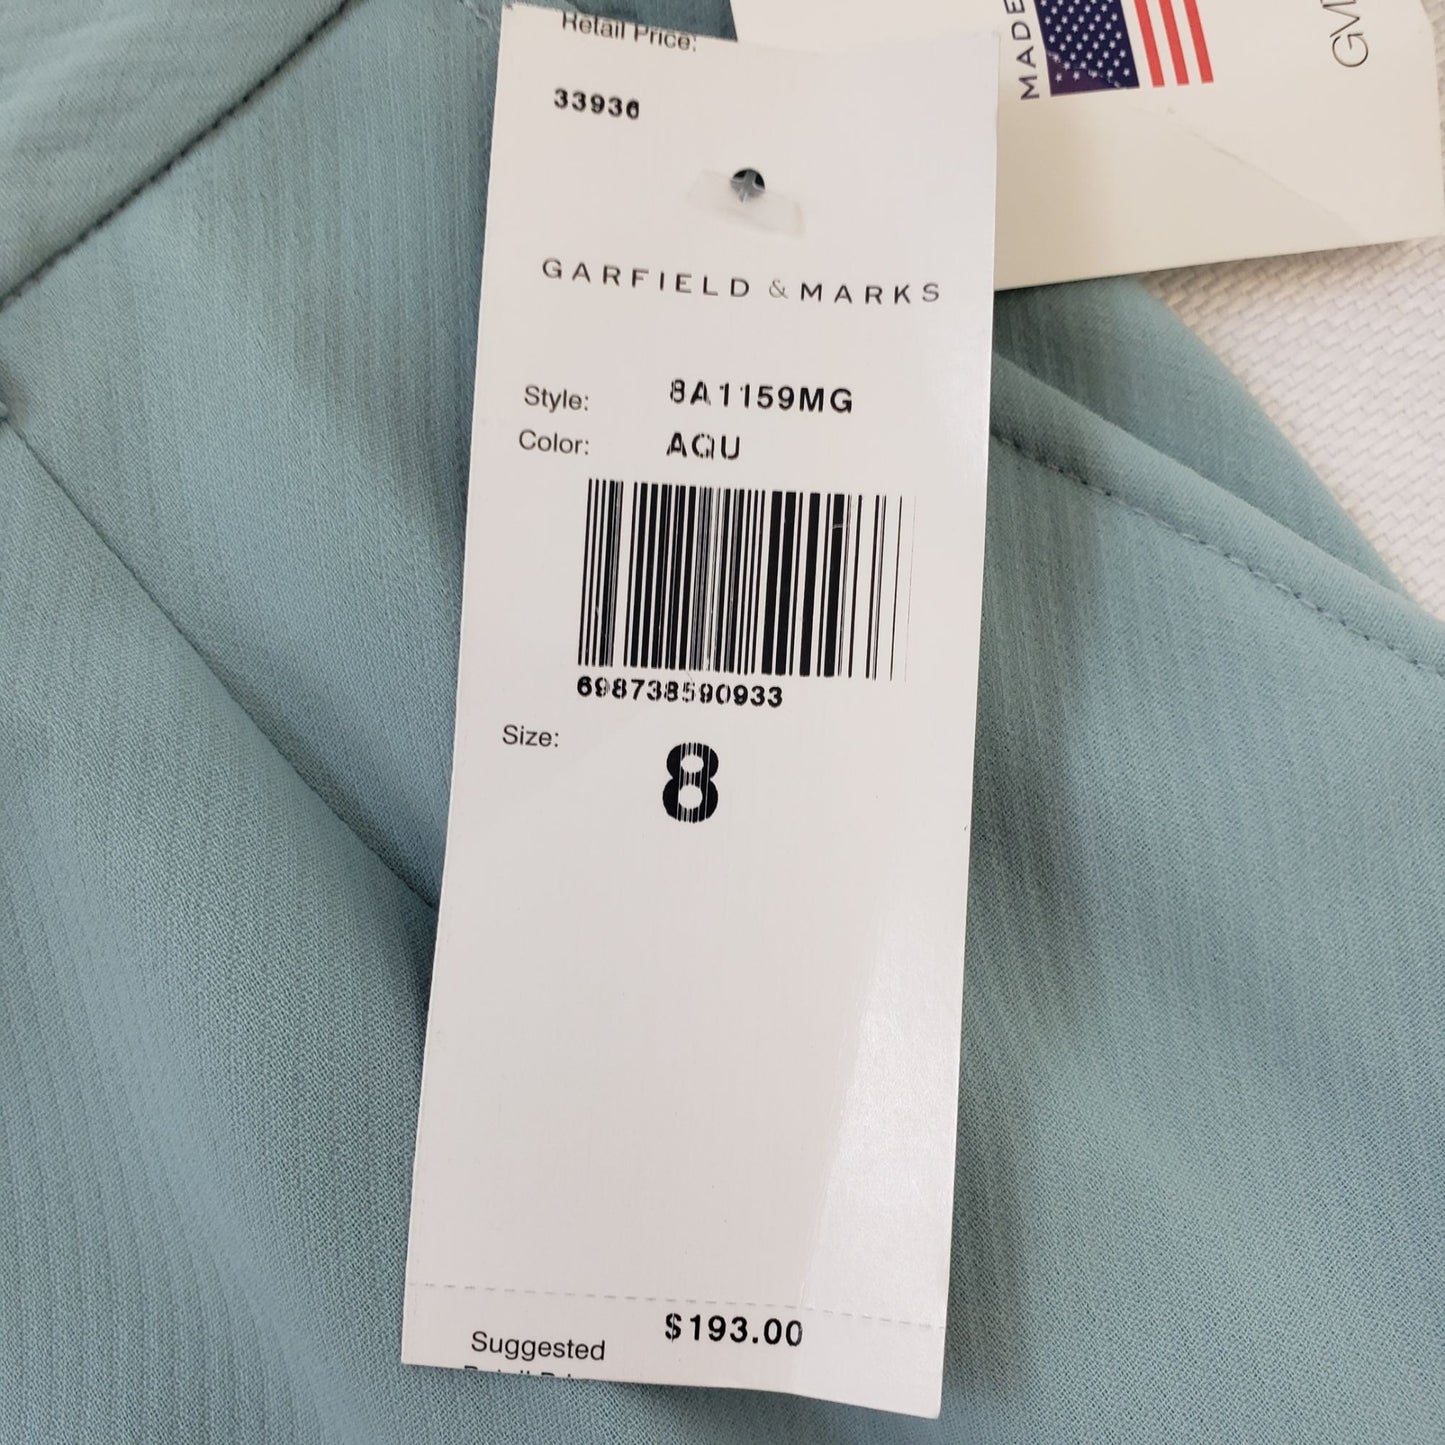 Retail Price:
33936
GARFIELD & MARKS
Style: 8A1159MG
Color: AQU
698738590933
Size: 8
$193.00
Suggested
MADE